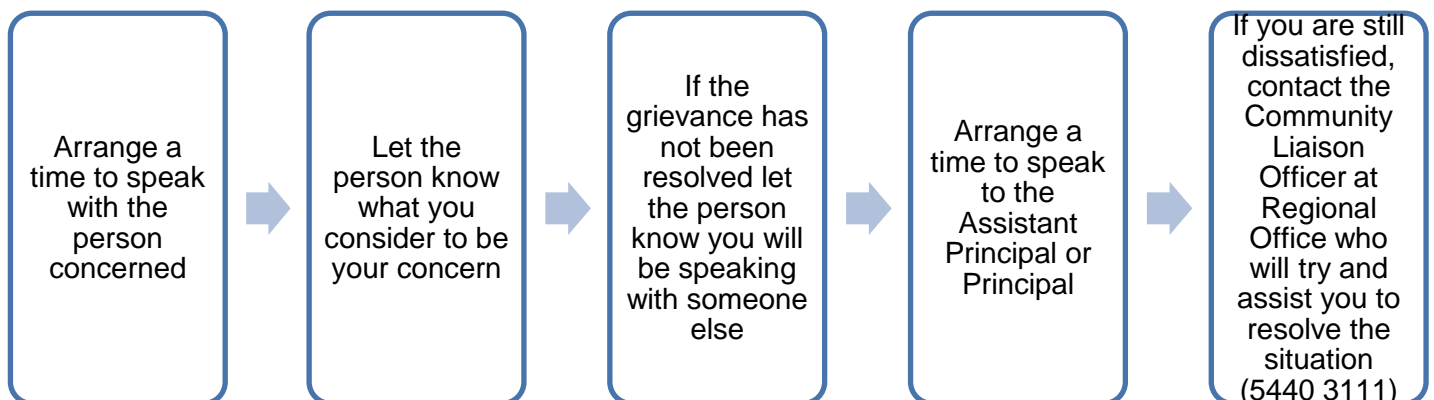 Arrange a
time to speak
with the
person
concerned
Let the
person know
what you
consider to be
your concern
If the
grievance has
not been
resolved let
the person
know you will
be speaking
with someone
else
Arrange a
time to speak
to the
Assistant
Principal or
Principal
If you are still
dissatisfied,
contact the
Community
Liaison
Officer at
Regional
Office who
will try and
assist you to
resolve the
situation
(5440 3111)